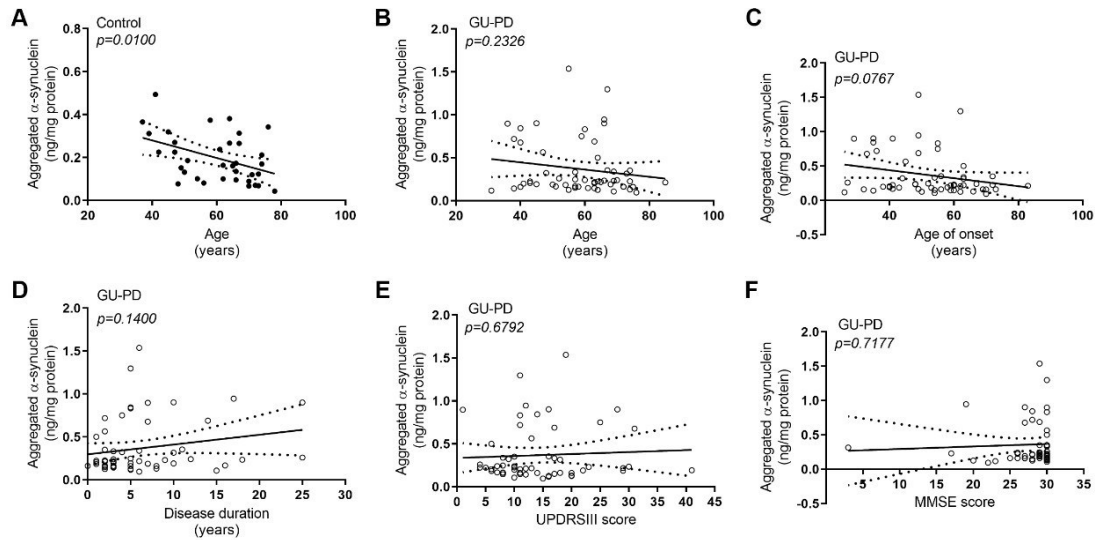 A
Control
p=0.0100
Aggregated α-synuclein
(ng/mg protein)
0.8
0.6
0.4
0.2
0.0
20
40
60
80
100
Age
(years)
B
GU-PD
p=0.2326
Aggregated α-synuclein
(ng/mg protein)
2.0
1.5
1.0
0.5
0.0
20
40
60
80
100
Age
(years)
C
GU-PD
p=0.0767
Aggregated α-synuclein
(ng/mg protein)
2.0
1.5
1.0
0.5
0.0
-0.5
40
60
80
100
Age of onset
(years)
D
GU-PD
p=0.1400
Aggregated α-synuclein
(ng/mg protein)
2.0
1.5
1.0
0.5
0.0
0
5
10
15
20
25
30
Disease duration
(years)
E
GU-PD
p=0.6792
Aggregated α-synuclein
(ng/mg protein)
2.0
1.5
1.0
0.5
0.0
0
5
10
15
20
25
30
35
40
45
UPDRSIII score
F
GU-PD
p=0.7177
Aggregated α-synuclein
(ng/mg protein)
2.0
1.5
1.0
0.5
0.0
-0.5
5
10
15
20
25
30
35
MMSE score